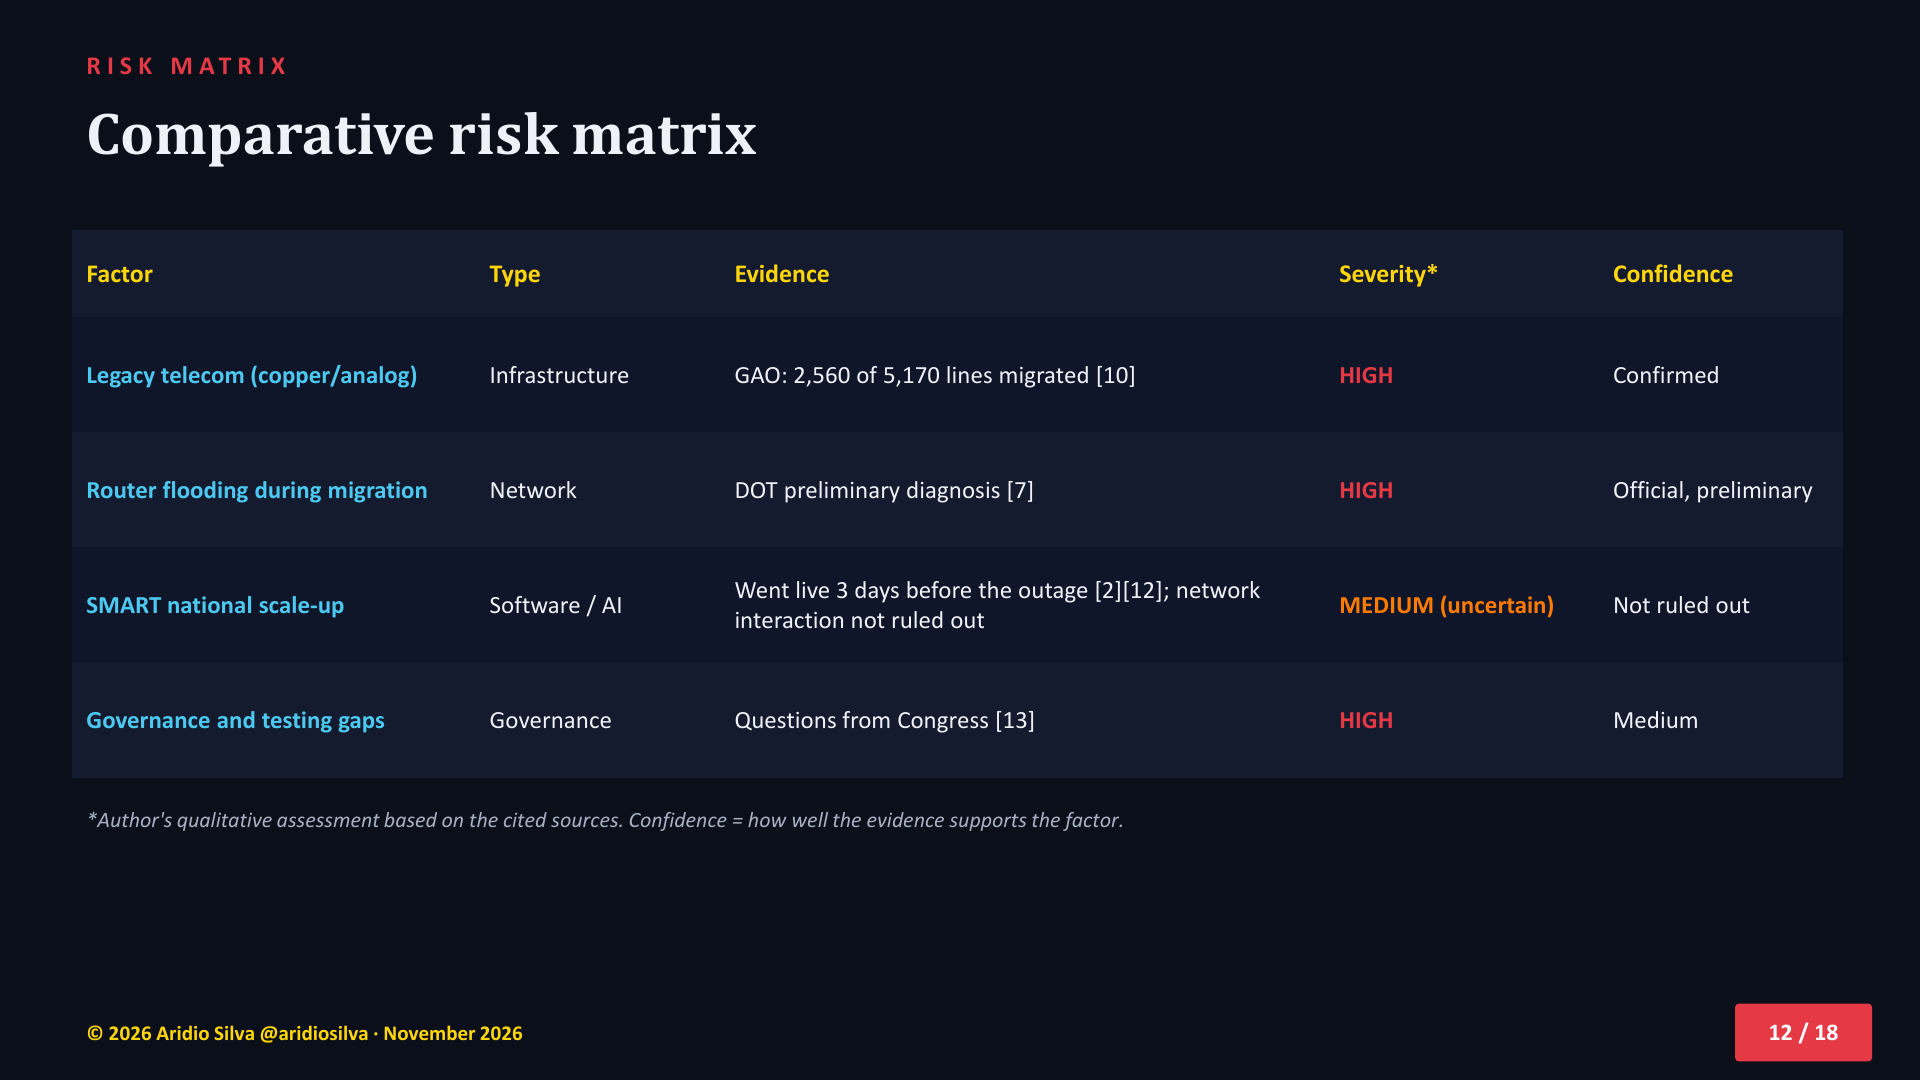 RISK MATRIX
Comparative risk matrix
Factor Type Evidence Severity* Confidence
Legacy telecom (copper/analog) Infrastructure GAO: 2,560 of 5,170 lines migrated [10] HIGH Confirmed
Router flooding during migration Network DOT preliminary diagnosis [7] HIGH Official, preliminary
SMART national scale-up Software / AI Went live 3 days before the outage [2][12]; network
interaction not ruled out MEDIUM (uncertain) Not ruled out
Governance and testing gaps Governance Questions from Congress [13] HIGH Medium
*Author's qualitative assessment based on the cited sources. Confidence = how well the evidence supports the factor.
© 2026 Aridio Silva @aridiosilva · November 2026
12 / 18